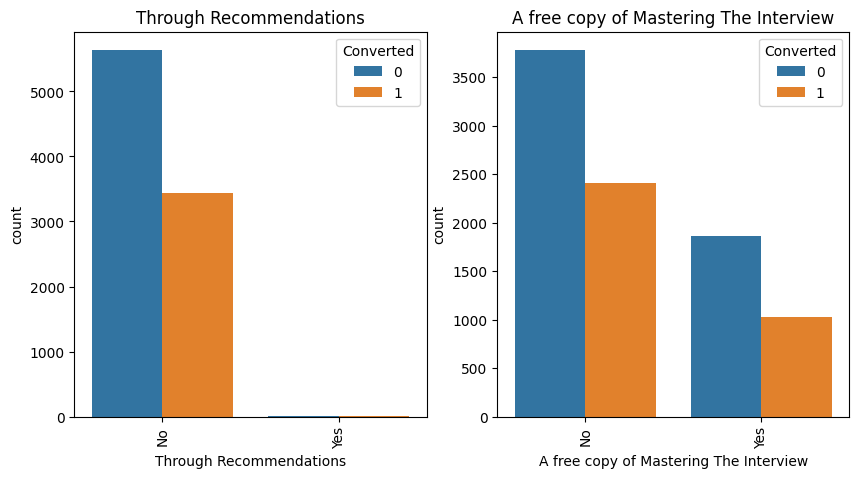 Through Recommendations
Converted
0
1
5000
4000
3000
2000
1000
0
count
No
Yes
Through Recommendations
A free copy of Mastering The Interview
Converted
0
1
3500
3000
2500
2000
1500
1000
500
0
count
No
Yes
A free copy of Mastering The Interview